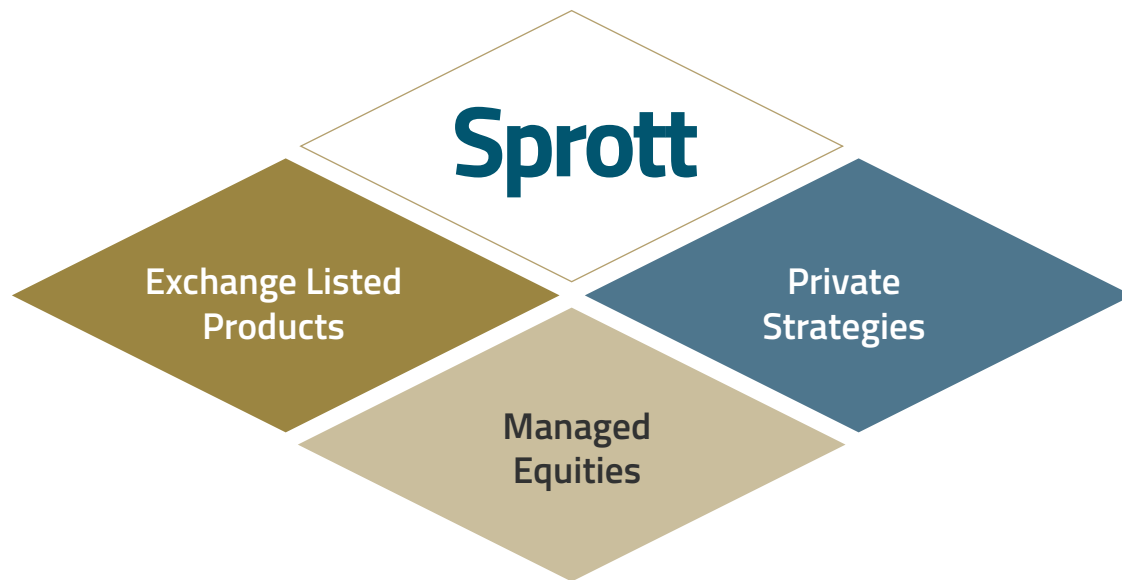 Sprott
Exchange Listed
Products
Private
Strategies
Managed
Equities